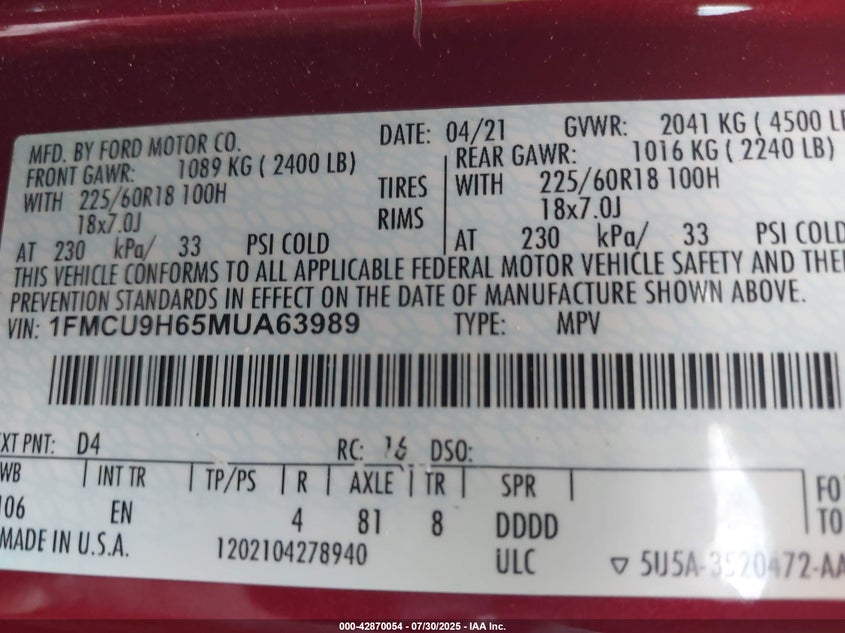 MFD. BY FORD MOTOR CO. DATE: 04/21 GVWR: 2041 KG ( 4500 LB
FRONT GAWR: 1089 KG ( 2400 LB) REAR GAWR: 1016 KG ( 2240 LB)
WITH 225/60R18 100H TIRES WITH 225/60R18 100H
18x7.0J RIMS 18x7.0J
AT 230 kPa/ 33 PSI COLD AT 230 kPa/ 33 PSI COLD
THIS VEHICLE CONFORMS TO ALL APPLICABLE FEDERAL MOTOR VEHICLE SAFETY AND THEF
PREVENTION STANDARDS IN EFFECT ON THE DATE OF MANUFACTURE SHOWN ABOVE.
VIN: 1FMCU9H65MUA63989 TYPE: MPV
EXT PNT: D4 RC: 16 DSO:
WB INT TR TP/PS R AXLE TR SPR
106 EN 4 81 8 DDDD
MADE IN U.S.A. 1202104278940 ULC
FO
TO
5U5A-3520472-AA
000-42870054 - 07/30/2025 - IAA Inc.